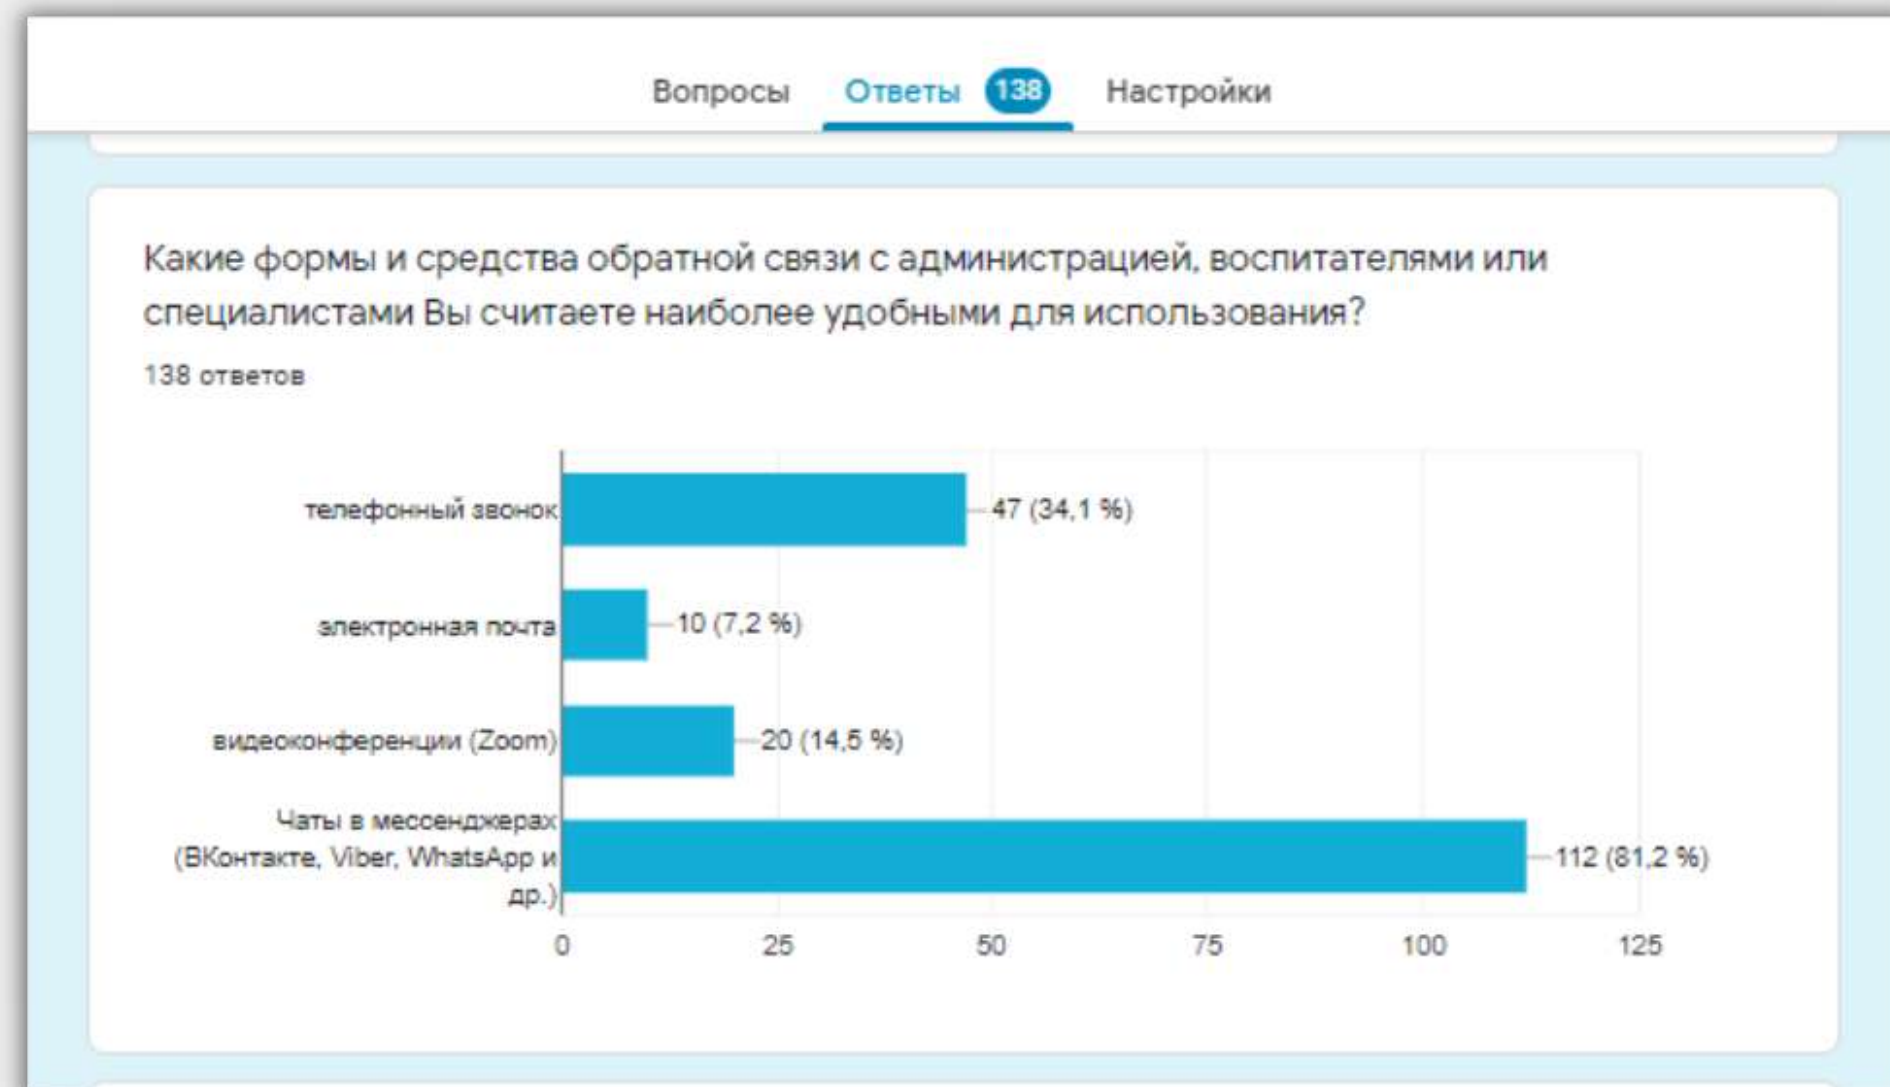 Вопросы Ответы 138 Настройки
Какие формы и средства обратной связи с администрацией, воспитателями или
специалистами Вы считаете наиболее удобными для использования?
138 ответов
телефонный звонок 47 (34,1 %)
электронная почта 10 (7,2 %)
видеоконференции (Zoom) 20 (14,5 %)
Чаты в мессенджерах
(ВКонтакте, Viber, WhatsApp и 112 (81,2 %)
др.)
0 25 50 75 100 125